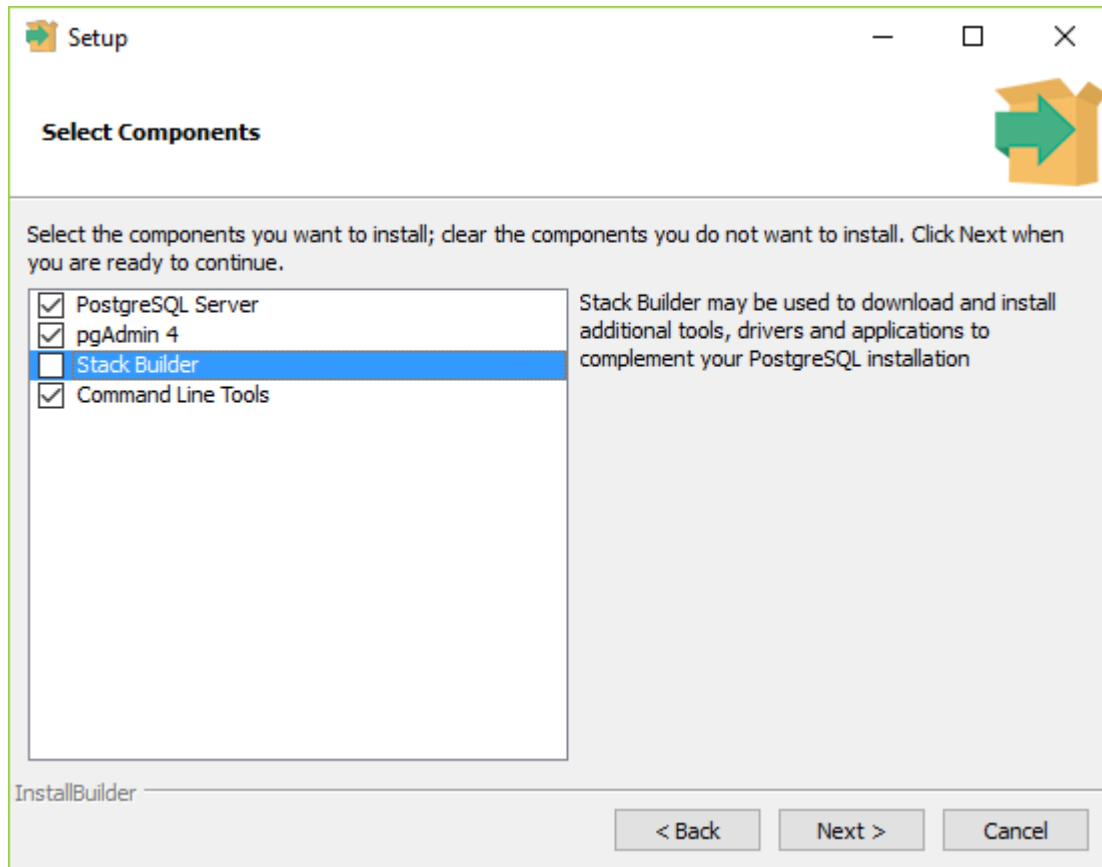 Setup
Select Components
Select the components you want to install; clear the components you do not want to install. Click Next when
you are ready to continue.
PostgreSQL Server
pgAdmin 4
Stack Builder
Command Line Tools
Stack Builder may be used to download and install
additional tools, drivers and applications to
complement your PostgreSQL installation
InstallBuilder
< Back
Next >
Cancel